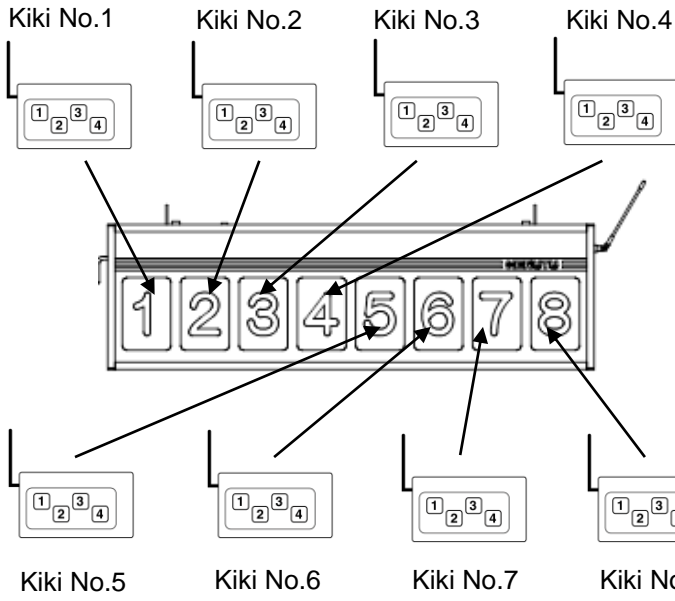 Kiki No.1
Kiki No.2
Kiki No.3
Kiki No.4
1 2 3 4
1 2 3 4
1 2 3 4
1 2 3 4
1 2 3 4 5 6 7 8
1 2 3 4
1 2 3 4
1 2 3 4
1 2 3
Kiki No.5
Kiki No.6
Kiki No.7
Kiki No